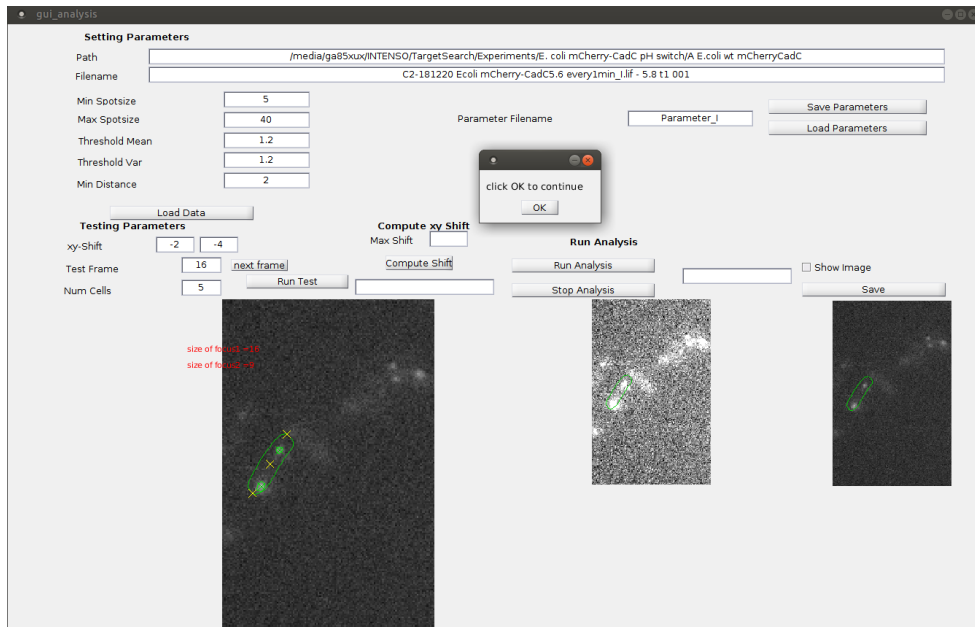 gui_analysis
Setting Parameters
Path /media/ga85xux/INTENSO/TargetSearch/Experiments/E. coli mCherry-CadC pH switch/A E.coli wt mCherryCadC
Filename C2-181220 Ecoli mCherry-CadC5.6 every1min_I.lif - 5.8 t1 001
Min Spotsize 5
Max Spotsize 40
Parameter Filename Parameter_I
Save Parameters
Load Parameters
Threshold Mean 1.2
Threshold Var 1.2
Min Distance 2
click OK to continue
OK
Load Data
Testing Parameters
Compute xy Shift
Run Analysis
xy-Shift -2 -4
Max Shift
Test Frame 16 next frame
Compute Shift
Run Analysis
Show Image
Num Cells 5
Run Test
Stop Analysis
Save
size of
size of